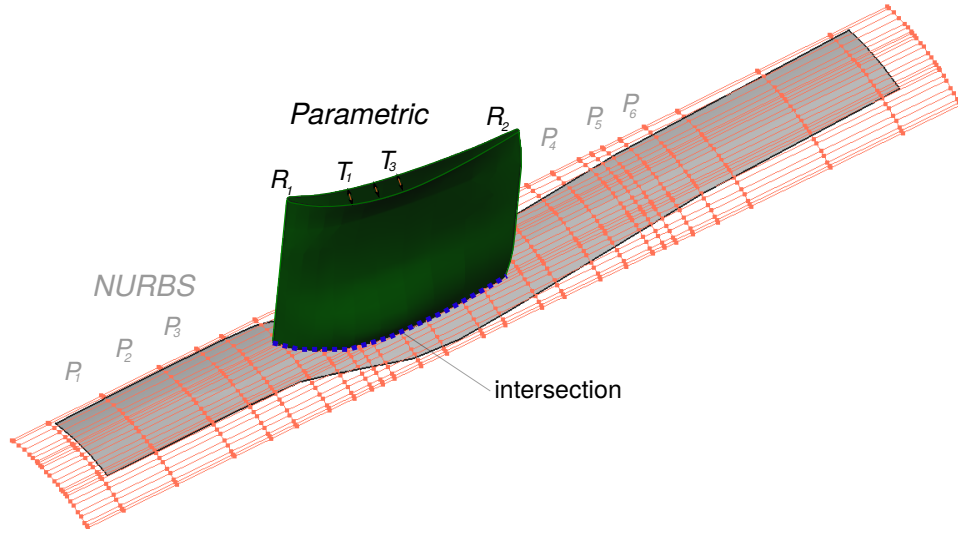 Parametric
R1
T1
T3
R2
P4
P5
P6
NURBS
P1
P2
P3
intersection